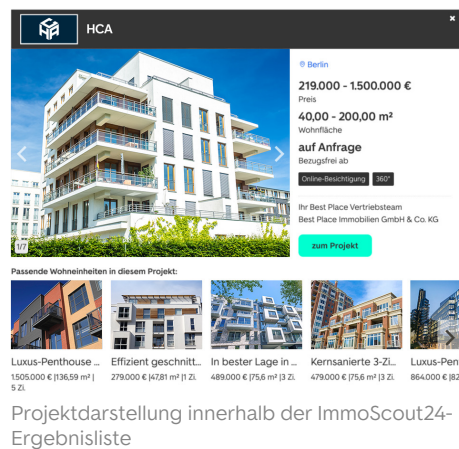 HCA
×
Berlin
219.000 - 1.500.000 €
Preis
40,00 - 200,00 m²
Wohnfläche
auf Anfrage
Bezugsfrei ab
Online-Besichtigung 360°
Ihr Best Place Vertriebsteam
Best Place Immobilien GmbH & Co. KG
zum Projekt
1/7
Passende Wohneinheiten in diesem Projekt:
Luxus-Penthouse ...
1.505.000 € |136,59 m² |
5 Zi.
Effizient geschnitt...
279.000 € |47,81 m² |1 Zi.
In bester Lage in ...
489.000 € |75,6 m² |3 Zi.
Kernsanierte 3-Zi...
479.000 € |75,6 m² |3 Zi.
Luxus-Pen
864.000 € |82
Projektdarstellung innerhalb der ImmoScout24-
Ergebnisliste